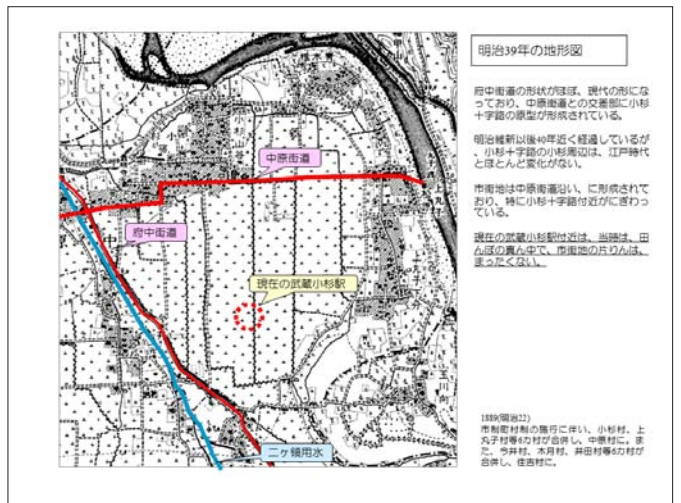 明治39年の地形図
府中街道の形状がほぼ、現代の形にな
っており、中原街道との交差部に小杉
十字路の原型が形成されている。
明治維新以後40年近く経過しているが
、小杉十字路の小杉周辺は、江戸時代
とほとんど変化がない。
市街地は中原街道沿い、に形成されて
おり、特に小杉十字路付近がにぎわっ
ている。
現在の武蔵小杉駅付近は、当時は、田
んぼの真ん中で、市街地の片りんは、
まったくない。
中原街道
府中街道
現在の武蔵小杉駅
二ヶ領用水
1889(明治22)
市制町村制の施行に伴い、小杉村、上
丸子村等6カ村が合併し、中原村に。ま
た、今井村、木月村、井田村等6カ村が
合併し、住吉村に。